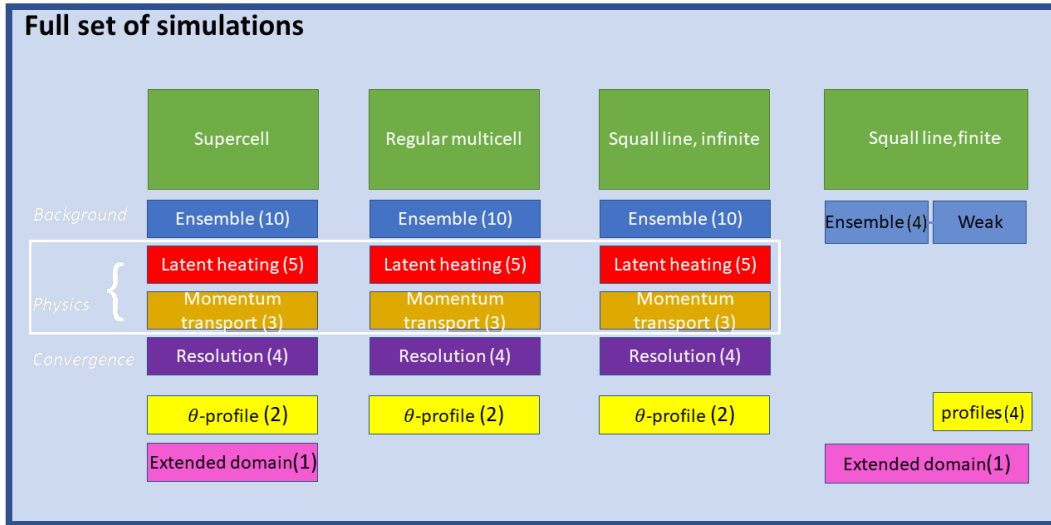 Full set of simulations
Supercell
Regular multicell
Squall line, infinite
Squall line,finite
Background
Ensemble (10)
Ensemble (10)
Ensemble (10)
Ensemble (4)
Weak
Physics
Latent heating (5)
Latent heating (5)
Latent heating (5)
Momentum
transport (3)
Momentum
transport (3)
Momentum
transport (3)
Convergence
Resolution (4)
Resolution (4)
Resolution (4)
θ-profile (2)
θ-profile (2)
θ-profile (2)
profiles (4)
Extended domain(1)
Extended domain(1)